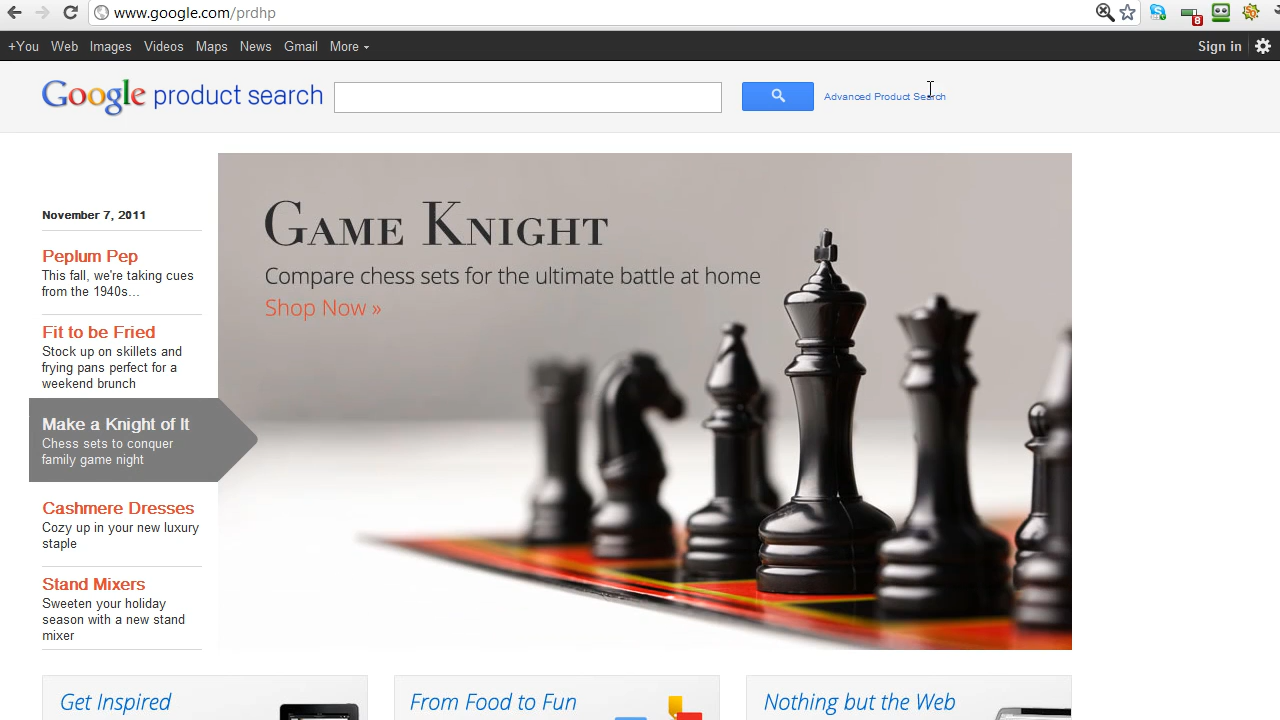 www.google.com/prdhp
8
+You Web Images Videos Maps News Gmail More Sign in
Google product search Advanced Product Search
November 7, 2011
Peplum Pep
This fall, we're taking cues
from the 1940s...
Fit to be Fried
Stock up on skillets and
frying pans perfect for a
weekend brunch
Make a Knight of It
Chess sets to conquer
family game night
Cashmere Dresses
Cozy up in your new luxury
staple
Stand Mixers
Sweeten your holiday
season with a new stand
mixer
GAME KNIGHT
Compare chess sets for the ultimate battle at home
Shop Now »
Get Inspired From Food to Fun Nothing but the Web